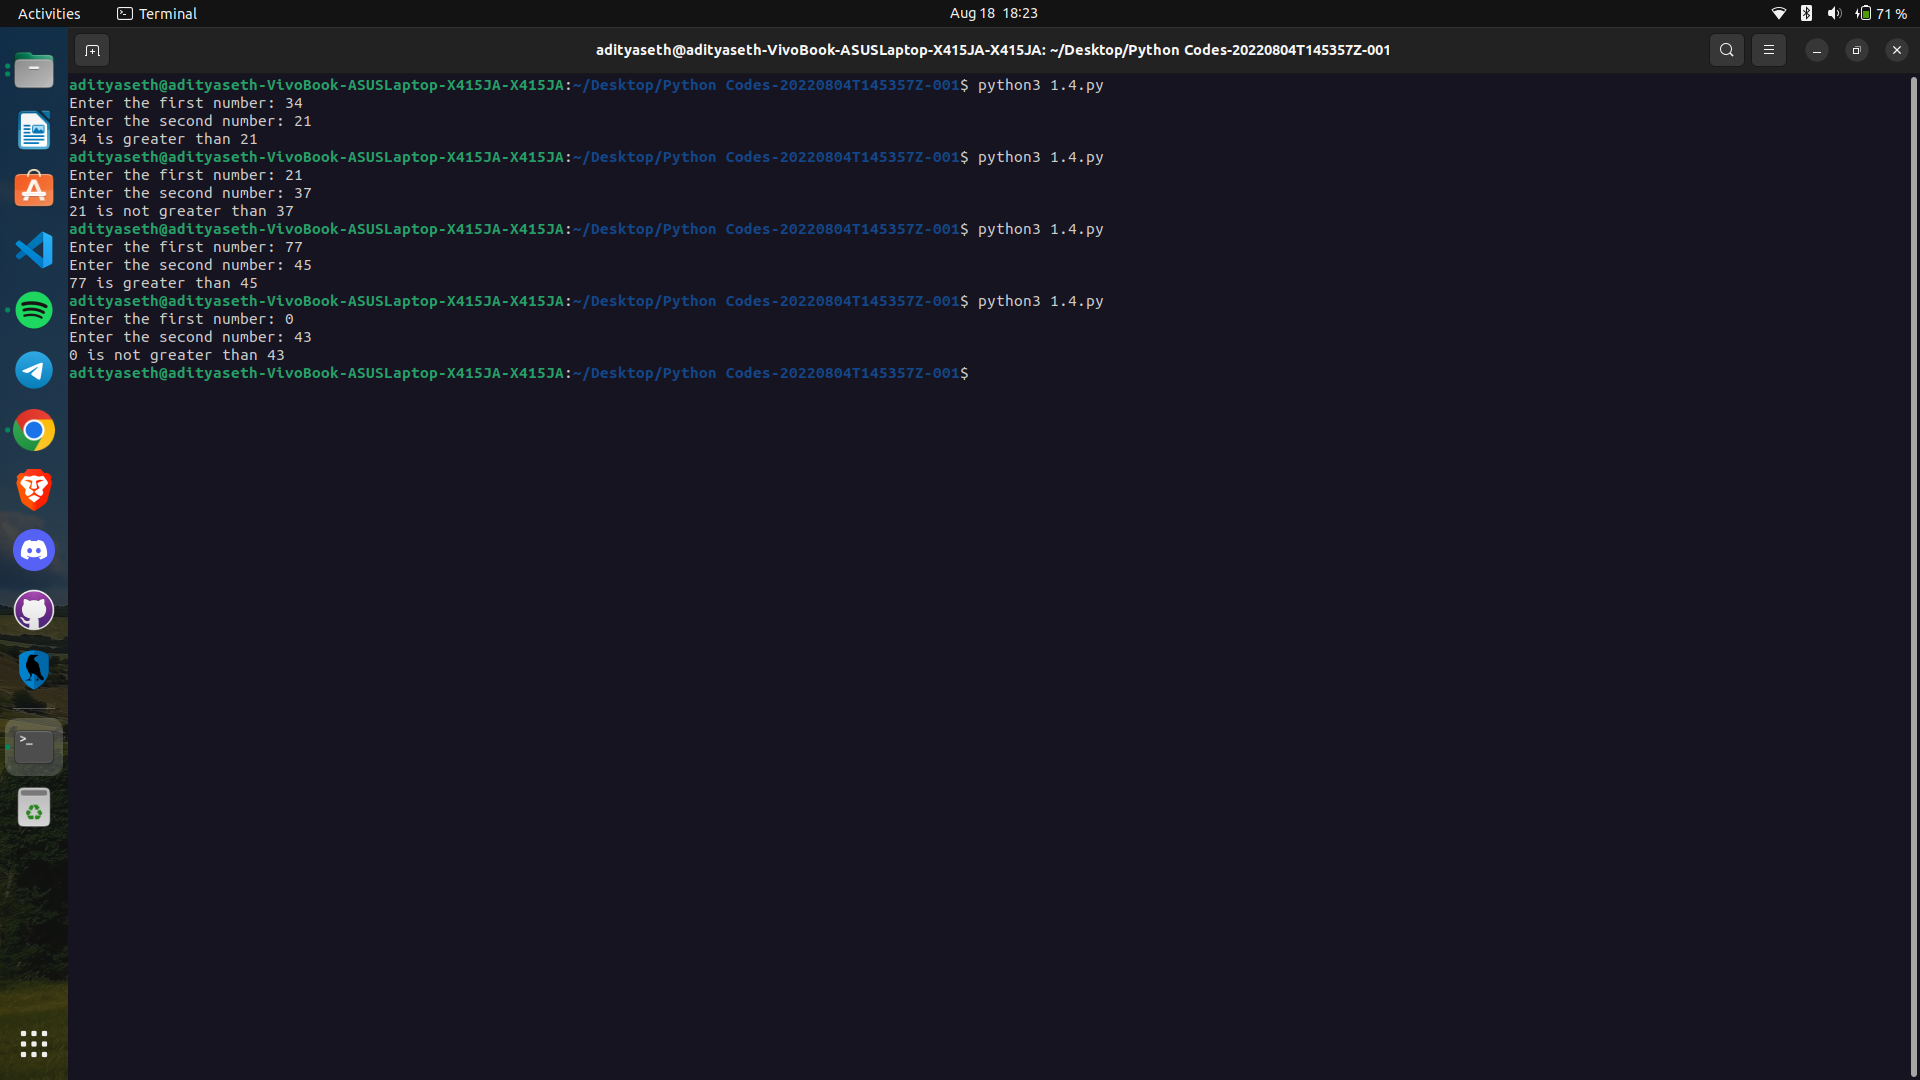 Activities Terminal Aug 18 18:23 71 %
adityaseth@adityaseth-VivoBook-ASUSLaptop-X415JA-X415JA: ~/Desktop/Python Codes-20220804T145357Z-001
adityaseth@adityaseth-VivoBook-ASUSLaptop-X415JA-X415JA:~/Desktop/Python Codes-20220804T145357Z-001$ python3 1.4.py
Enter the first number: 34
Enter the second number: 21
34 is greater than 21
adityaseth@adityaseth-VivoBook-ASUSLaptop-X415JA-X415JA:~/Desktop/Python Codes-20220804T145357Z-001$ python3 1.4.py
Enter the first number: 21
Enter the second number: 37
21 is not greater than 37
adityaseth@adityaseth-VivoBook-ASUSLaptop-X415JA-X415JA:~/Desktop/Python Codes-20220804T145357Z-001$ python3 1.4.py
Enter the first number: 77
Enter the second number: 45
77 is greater than 45
adityaseth@adityaseth-VivoBook-ASUSLaptop-X415JA-X415JA:~/Desktop/Python Codes-20220804T145357Z-001$ python3 1.4.py
Enter the first number: 0
Enter the second number: 43
0 is not greater than 43
adityaseth@adityaseth-VivoBook-ASUSLaptop-X415JA-X415JA:~/Desktop/Python Codes-20220804T145357Z-001$